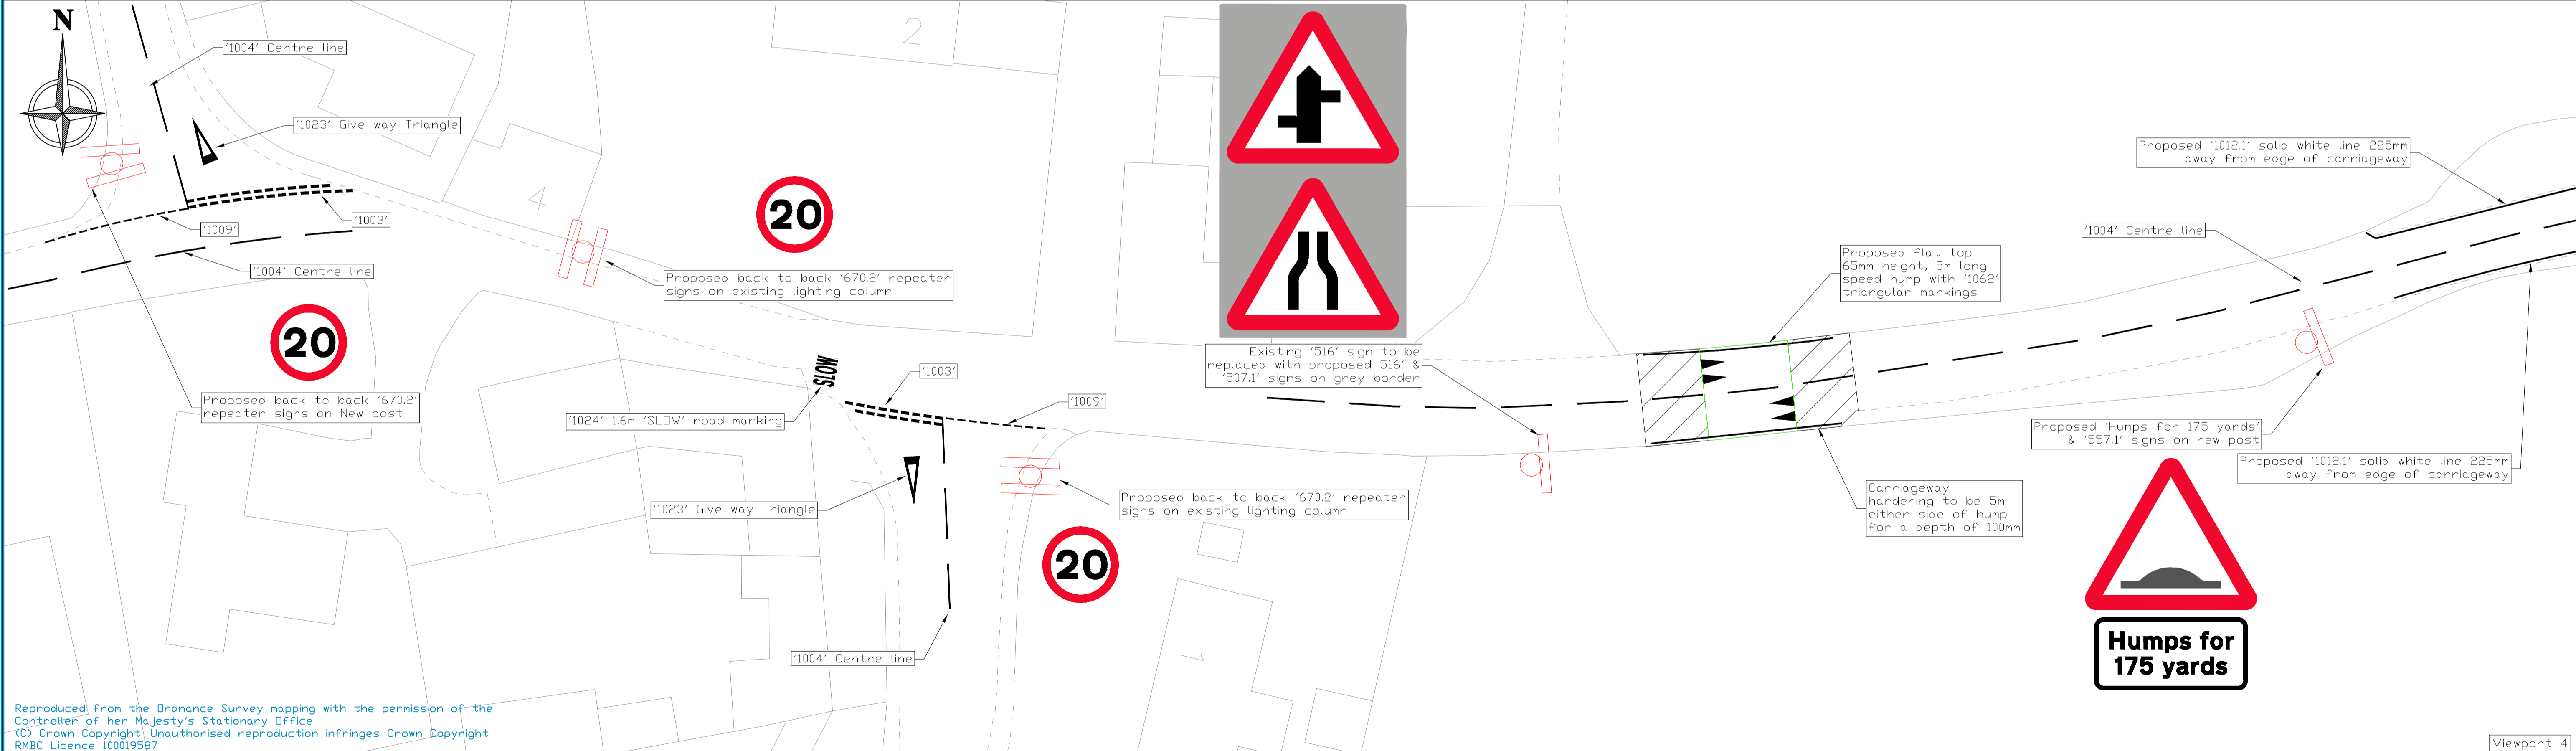 N
'1004' Centre line
'1023' Give way Triangle
'1003'
'1009'
'1004' Centre line
20
Proposed back to back '670.2'
repeater signs on New post
2
4
20
Proposed back to back '670.2'
repeater signs on existing lighting column
SLOW
'1003'
'1009'
'1024' 1.6m 'SLOW' road marking
'1023' Give way Triangle
Proposed back to back '670.2' repeater
signs on existing lighting column
20
'1004' Centre line
1
Existing '516' sign to be
replaced with proposed 516' &
'507.1' signs on grey border
Proposed flat top
65mm height, 5m long
speed hump with '1062'
triangular markings
Carriageway
hardening to be 5m
either side of hump
for a depth of 100mm
Proposed '1012.1' solid white line 225mm
away from edge of carriageway
'1004' Centre line
Proposed 'Humps for 175 yards'
& '557.1' signs on new post
Proposed '1012.1' solid white line 225mm
away from edge of carriageway
Humps for
175 yards
Reproduced from the Ordnance Survey mapping with the permission of the
Controller of her Majesty's Stationary Office.
(C) Crown Copyright. Unauthorised reproduction infringes Crown Copyright
RMBC Licence 100019587
Viewport 4